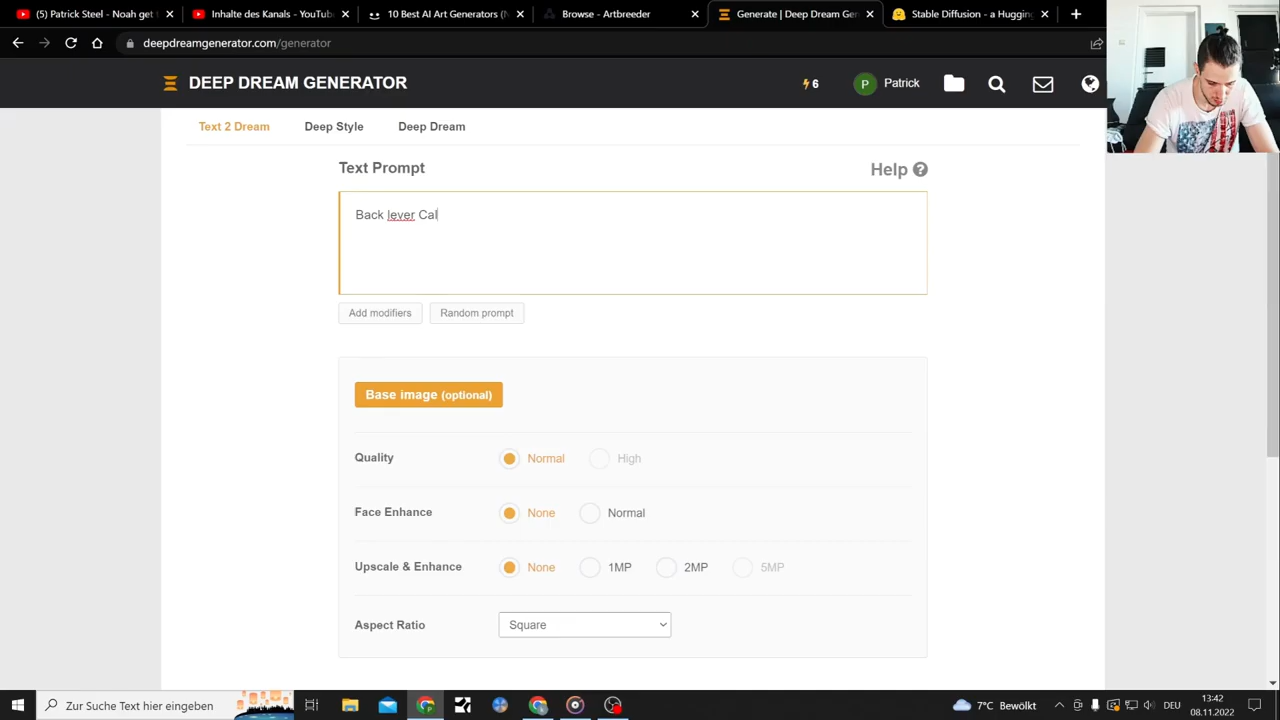 (5) Patrick Steel - Noah get t
Inhalte des Kanals - YouTub
10 Best AI Art Generators (N
Browse - Artbreeder
Generate | Deep Dream Gen
Stable Diffusion - a Hugging
deepdreamgenerator.com/generator
DEEP DREAM GENERATOR
6
P
Patrick
Text 2 Dream
Deep Style
Deep Dream
Text Prompt
Help
Back lever Cal
Add modifiers
Random prompt
Base image (optional)
Quality
Normal
High
Face Enhance
None
Normal
Upscale & Enhance
None
1MP
2MP
5MP
Aspect Ratio
Square
Zur Suche Text hier eingeben
7°C Bewölkt
DEU
13:42
08.11.2022